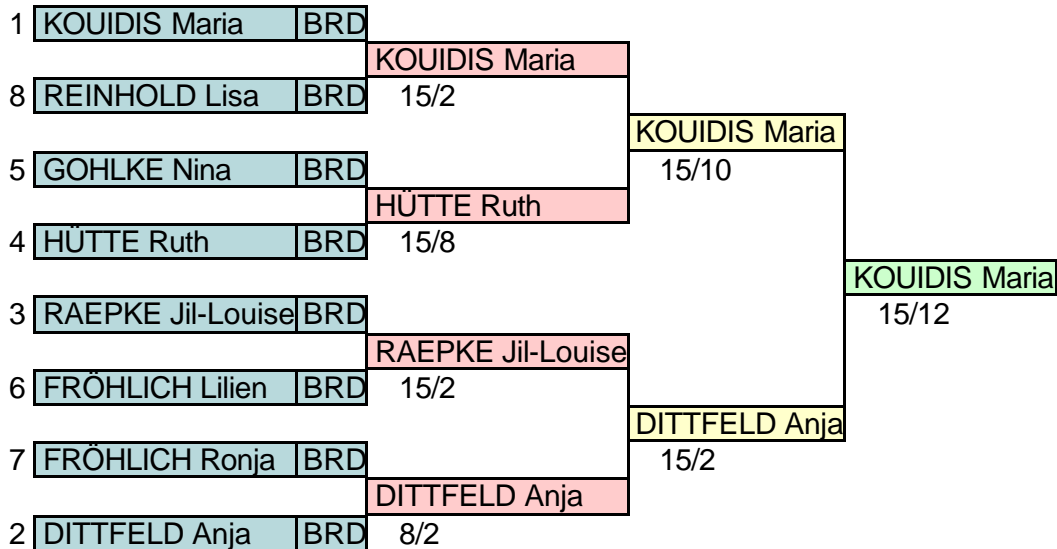 1 KOUIDIS Maria BRD
KOUIDIS Maria
8 REINHOLD Lisa BRD 15/2
KOUIDIS Maria
5 GOHLKE Nina BRD 15/10
HÜTTE Ruth
4 HÜTTE Ruth BRD 15/8
KOUIDIS Maria
3 RAEPKE Jil-Louise BRD 15/12
RAEPKE Jil-Louise
6 FRÖHLICH Lilien BRD 15/2
DITTFELD Anja
7 FRÖHLICH Ronja BRD 15/2
DITTFELD Anja
2 DITTFELD Anja BRD 8/2